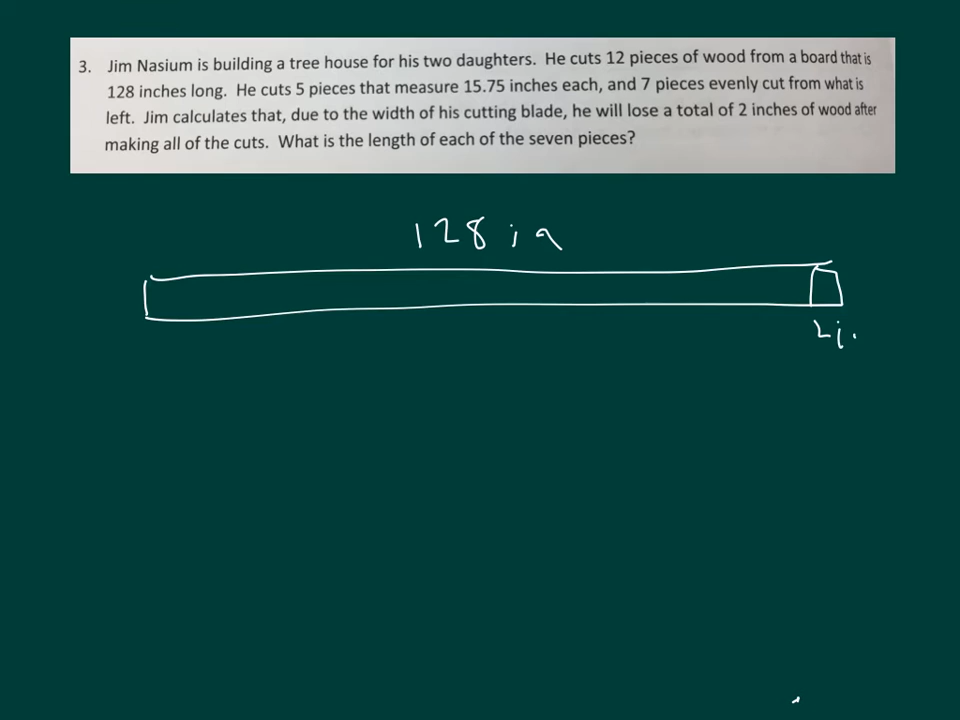 3. Jim Nasium is building a tree house for his two daughters. He cuts 12 pieces of wood from a board that is
128 inches long. He cuts 5 pieces that measure 15.75 inches each, and 7 pieces evenly cut from what is
left. Jim calculates that, due to the width of his cutting blade, he will lose a total of 2 inches of wood after
making all of the cuts. What is the length of each of the seven pieces?
128 in
2i.